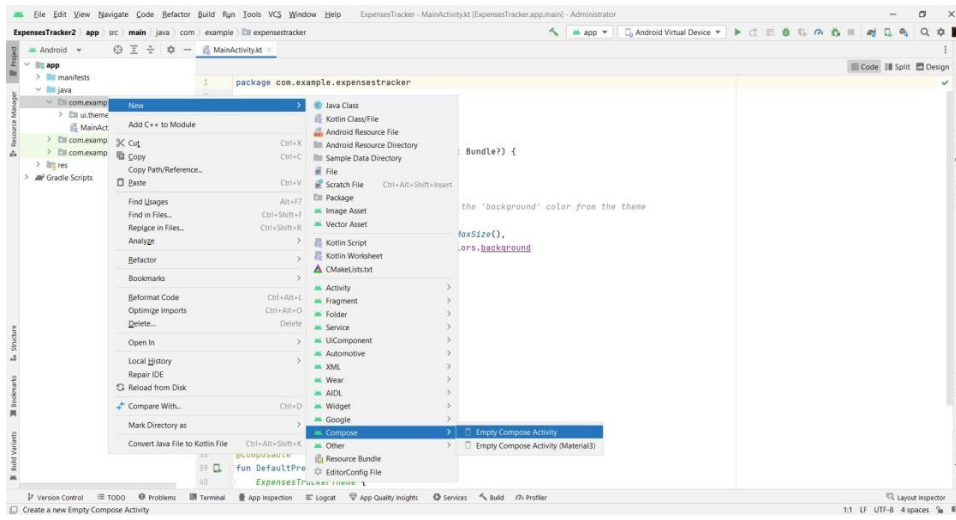 File Edit View Navigate Code Refactor Build Run Tools VCS Window Help ExpensesTracker - MainActivity.kt [ExpensesTracker.app.main] - Administrator
ExpensesTracker2 app src main java com example expensestracker
app
Android Virtual Device
Android
MainActivity.kt
Code Split Design
Project
Resource Manager
Structure
Bookmarks
Build Variants
app
manifests
java
com.examp
ui.theme
MainAct
com.examp
com.examp
res
Gradle Scripts
1 package com.example.expensestracker
: Bundle?) {
the 'background' color from the theme
axSize(),
ors.background
38 @Composable
39 fun DefaultPre
40 ExpensesTrackerTheme {
New
Add C++ to Module
Cut Ctrl+X
Copy Ctrl+C
Copy Path/Reference...
Paste Ctrl+V
Find Usages Alt+F7
Find in Files... Ctrl+Shift+F
Replace in Files... Ctrl+Shift+R
Analyze
Refactor
Bookmarks
Reformat Code Ctrl+Alt+L
Optimize Imports Ctrl+Alt+O
Delete... Delete
Open In
Local History
Repair IDE
Reload from Disk
Compare With... Ctrl+D
Mark Directory as
Convert Java File to Kotlin File Ctrl+Alt+Shift+K
Java Class
Kotlin Class/File
Android Resource File
Android Resource Directory
Sample Data Directory
File
Scratch File Ctrl+Alt+Shift+Insert
Package
Image Asset
Vector Asset
Kotlin Script
Kotlin Worksheet
CMakeLists.txt
Activity
Fragment
Folder
Service
UiComponent
Automotive
XML
Wear
AIDL
Widget
Google
Compose
Other
Resource Bundle
EditorConfig File
Empty Compose Activity
Empty Compose Activity (Material3)
Version Control TODO Problems Terminal App Inspection Logcat App Quality Insights Services Build Profiler Layout Inspector
Create a new Empty Compose Activity 1:1 LF UTF-8 4 spaces